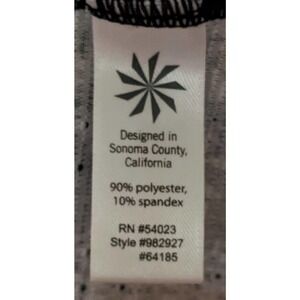 Designed in
Sonoma County,
California
90% polyester,
10% spandex
RN #54023
Style #982927
#64185